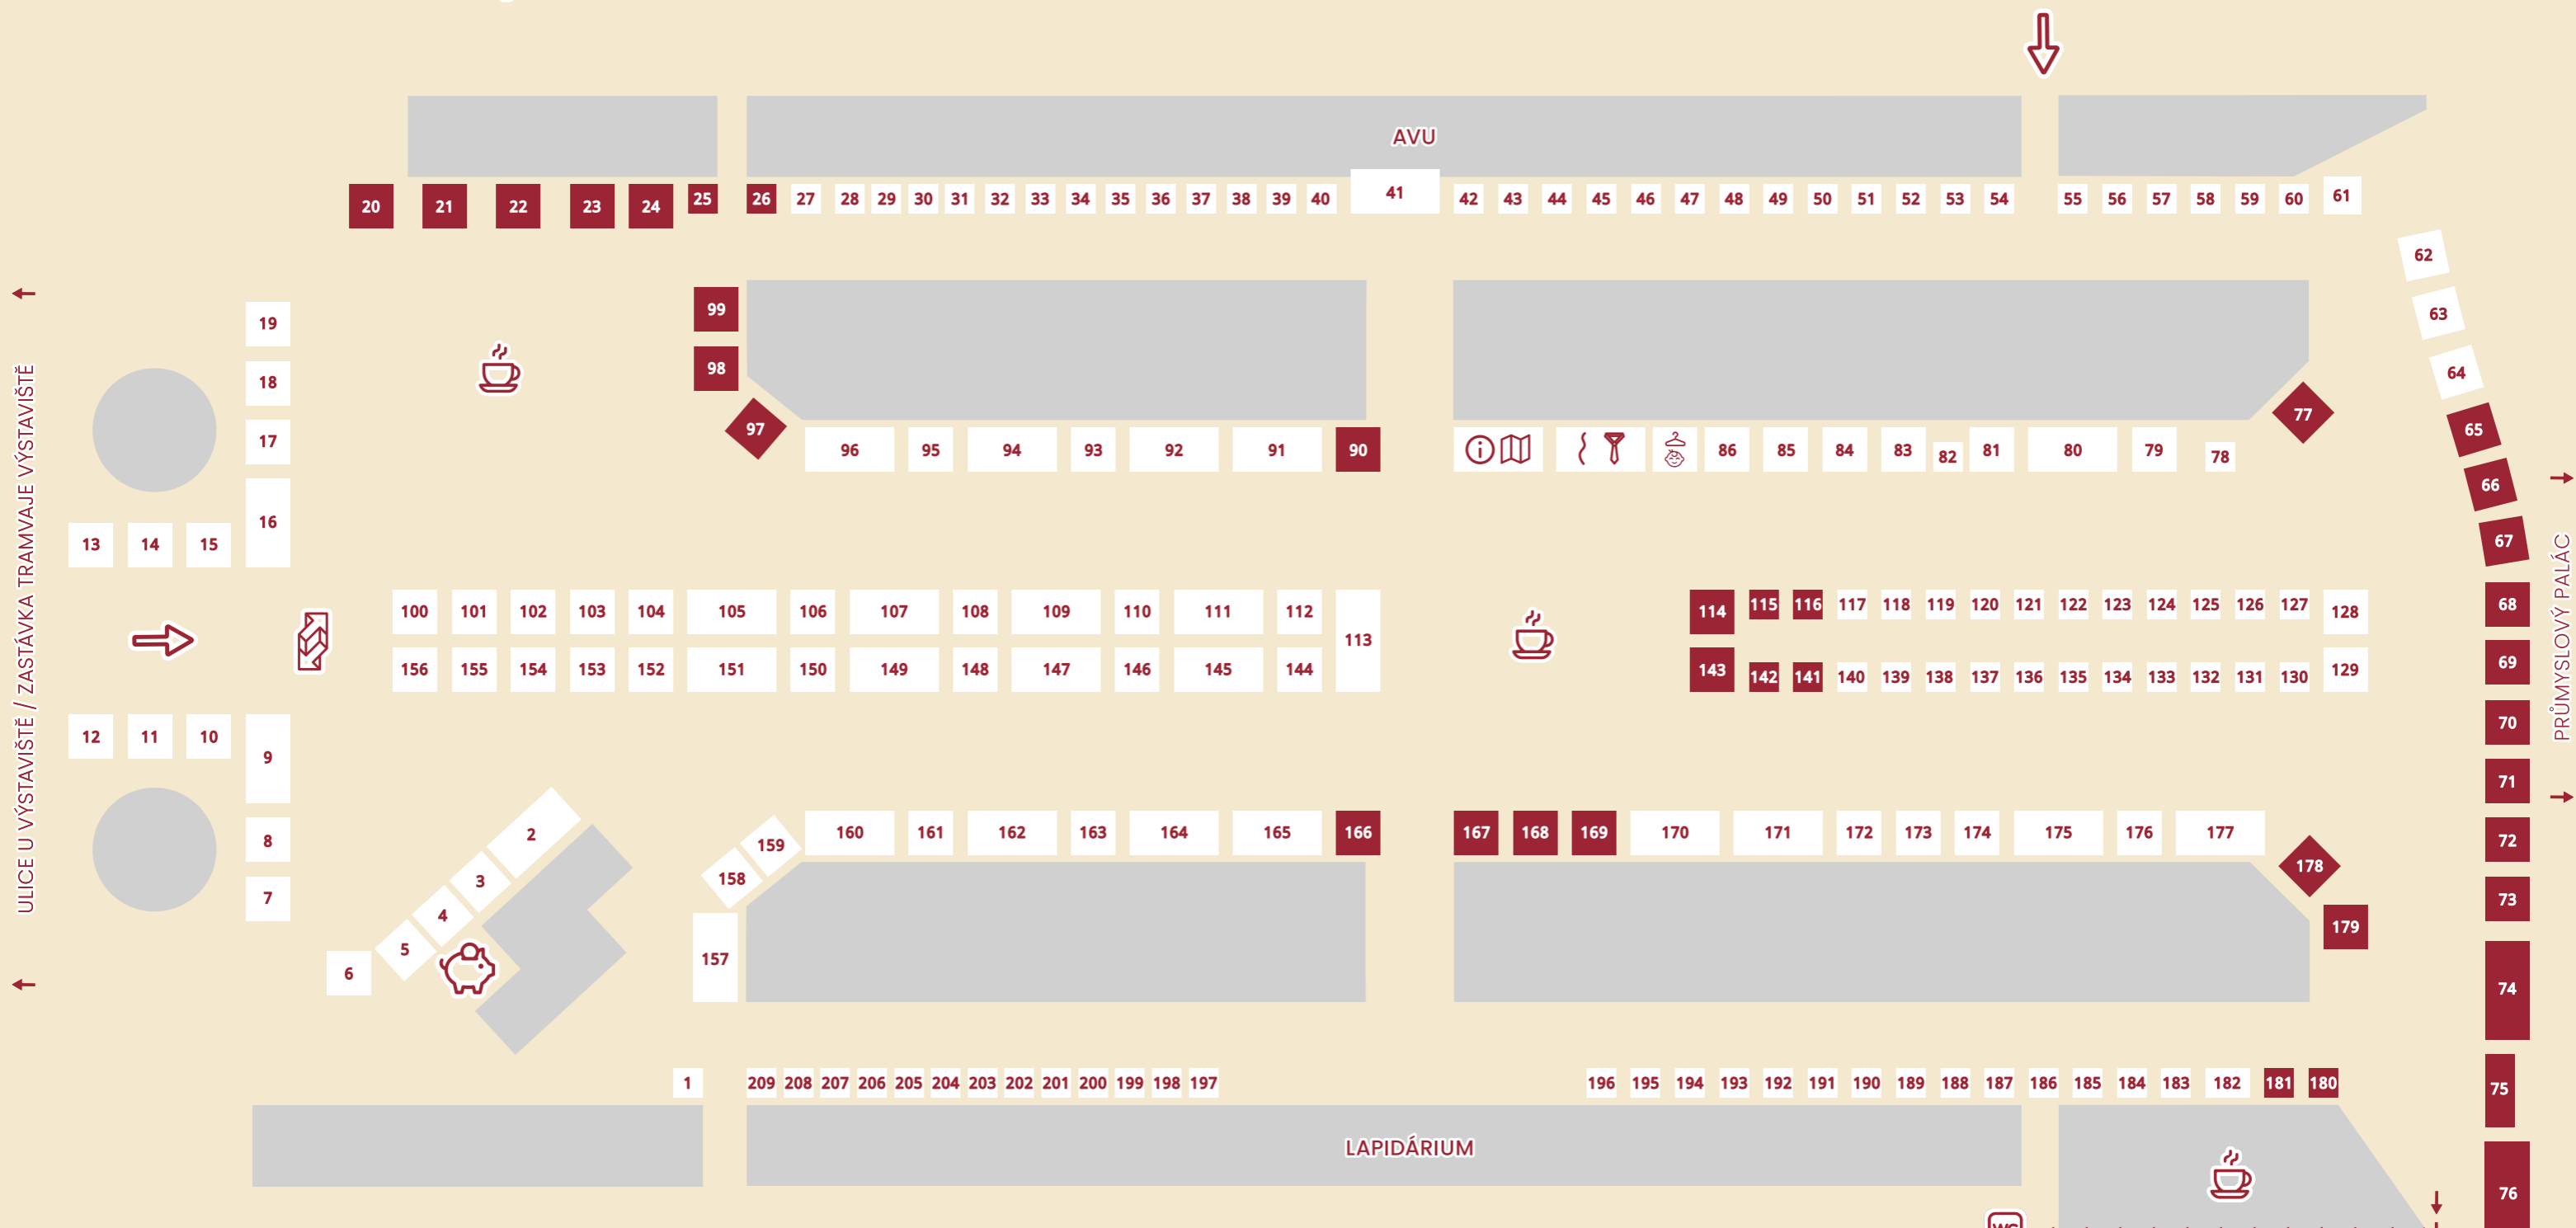 AVU
20 21 22 23 24 25 26 27 28 29 30 31 32 33 34 35 36 37 38 39 40 41 42 43 44 45 46 47 48 49 50 51 52 53 54 55 56 57 58 59 60 61
62
63
64
65
66
67
68
69
70
71
72
73
74
75
76
99
98
97
96 95 94 93 92 91 90
86 85 84 83 82 81 80 79 78
77
19
18
17
16
13 14 15
ULICE U VÝSTAVIŠTĚ / ZASTÁVKA TRAMVAJE VÝSTAVIŠTĚ
PRŮMYSLOVÝ PALÁC
100 101 102 103 104 105 106 107 108 109 110 111 112 113
156 155 154 153 152 151 150 149 148 147 146 145 144
114 115 116 117 118 119 120 121 122 123 124 125 126 127 128
143 142 141 140 139 138 137 136 135 134 133 132 131 130 129
12 11 10
9
8
7
2
3
4
5
6
159
158
157
160 161 162 163 164 165 166
167 168 169 170 171 172 173 174 175 176 177
178
179
1
209 208 207 206 205 204 203 202 201 200 199 198 197
196 195 194 193 192 191 190 189 188 187 186 185 184 183 182 181 180
LAPIDÁRIUM